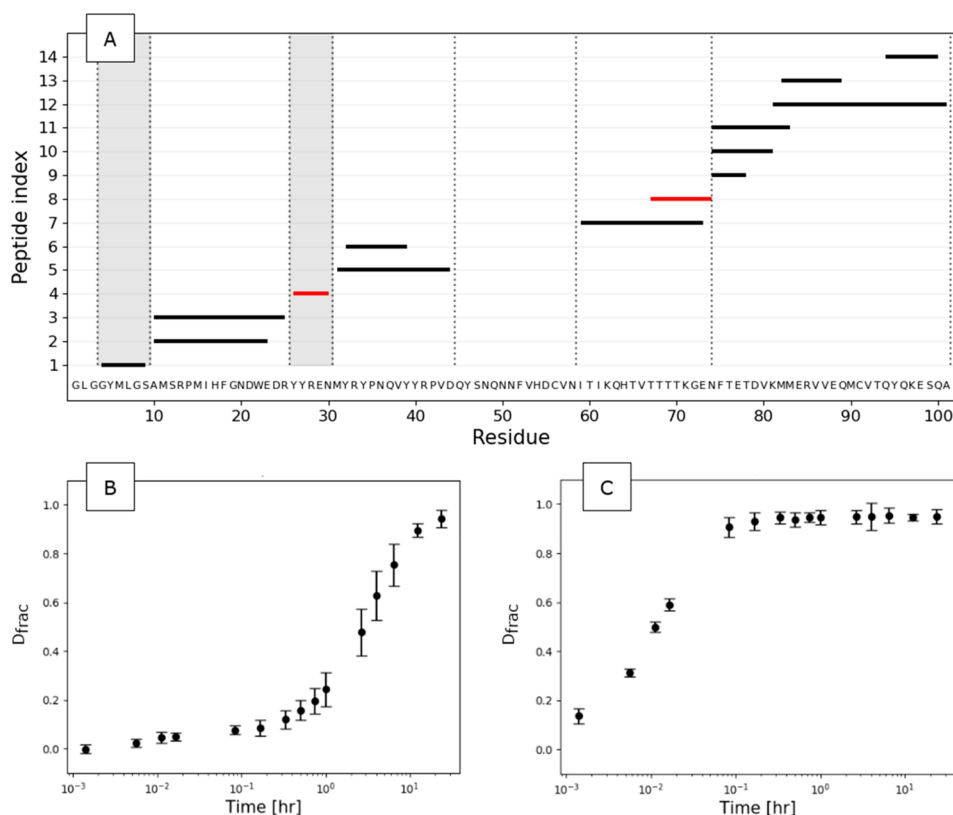 A
14
13
12
11
10
9
8
7
6
5
4
3
2
1
Peptide index
GLGGYMLGSAMSRPMIHFGNDWEDRYYRENMYRYPNQVYYRPVDQYSNQNNFVHDCVNITIKQHTVTTTTKGENFTETDVKMMERVVEQMCVTQYQKESQA
10 20 30 40 50 60 70 80 90 100
Residue
B
1.0
0.8
0.6
0.4
0.2
0.0
Dfrac
10⁻³ 10⁻² 10⁻¹ 10⁰ 10¹
Time [hr]
C
1.0
0.8
0.6
0.4
0.2
0.0
Dfrac
10⁻³ 10⁻² 10⁻¹ 10⁰ 10¹
Time [hr]